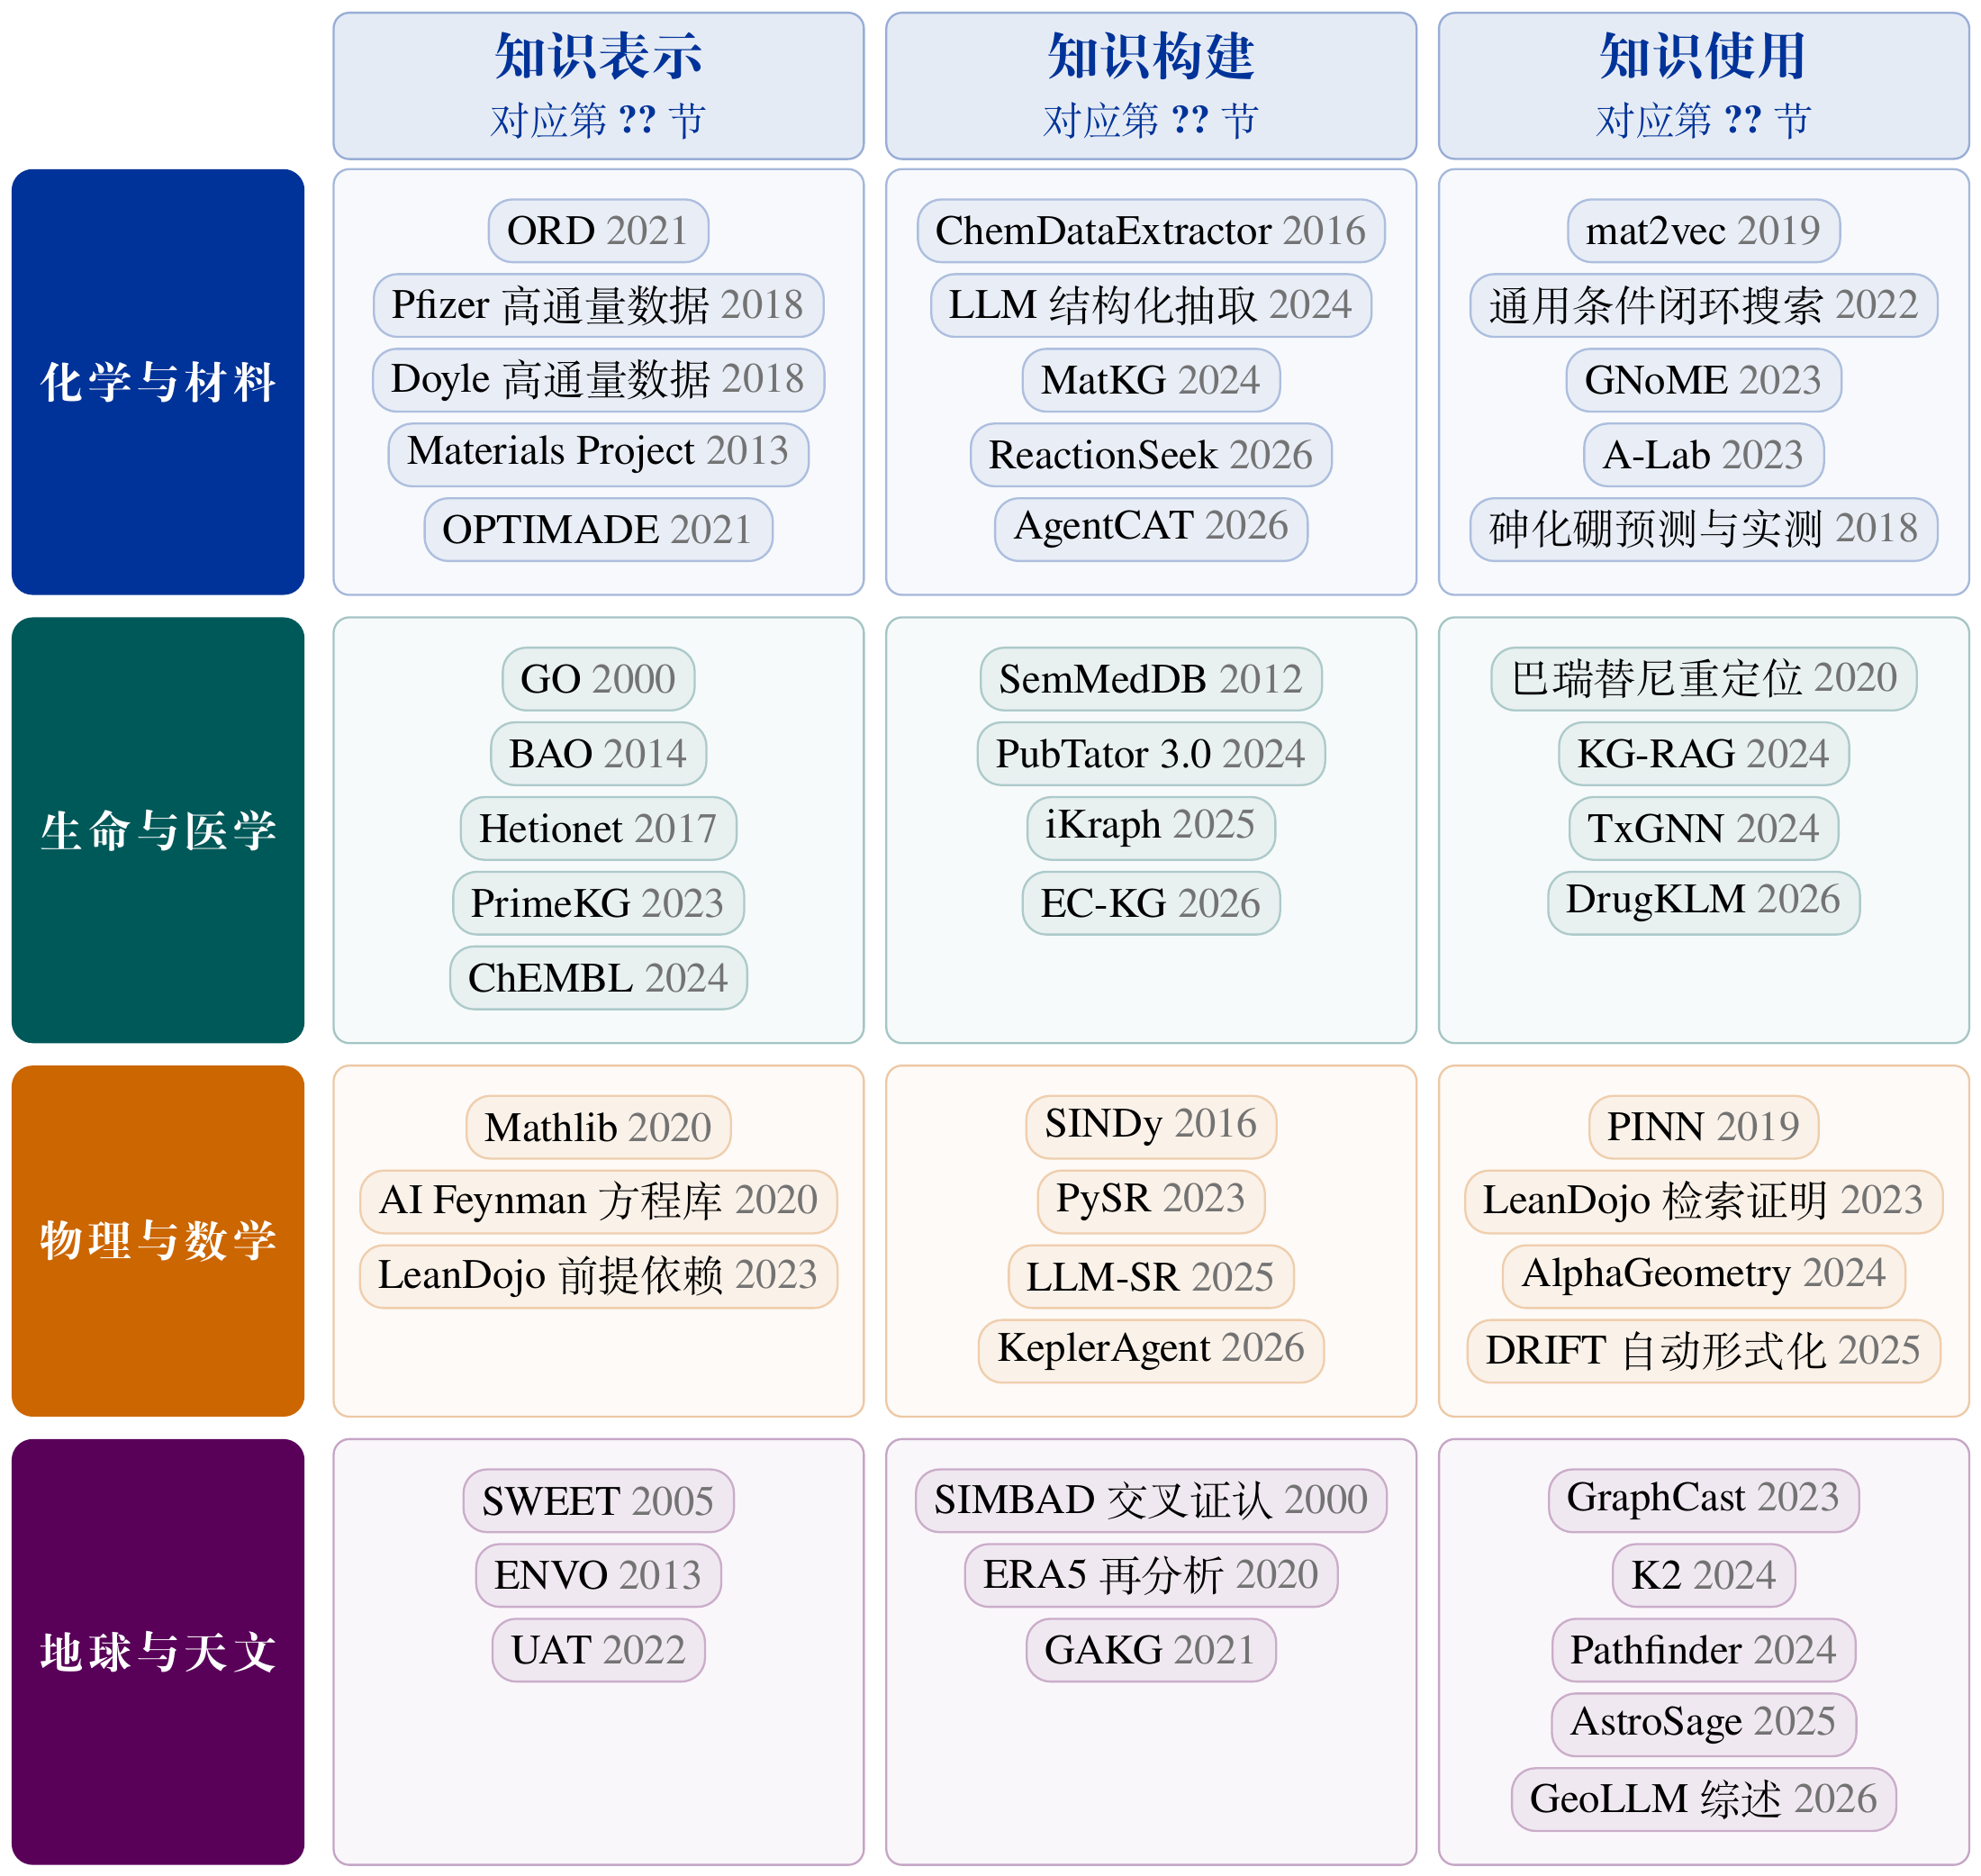 知识表示
对应第 ?? 节
知识构建
对应第 ?? 节
知识使用
对应第 ?? 节
化学与材料
ORD 2021
Pfizer 高通量数据 2018
Doyle 高通量数据 2018
Materials Project 2013
OPTIMADE 2021
ChemDataExtractor 2016
LLM 结构化抽取 2024
MatKG 2024
ReactionSeek 2026
AgentCAT 2026
mat2vec 2019
通用条件闭环搜索 2022
GNoME 2023
A-Lab 2023
砷化硼预测与实测 2018
生命与医学
GO 2000
BAO 2014
Hetionet 2017
PrimeKG 2023
ChEMBL 2024
SemMedDB 2012
PubTator 3.0 2024
iKraph 2025
EC-KG 2026
巴瑞替尼重定位 2020
KG-RAG 2024
TxGNN 2024
DrugKLM 2026
物理与数学
Mathlib 2020
AI Feynman 方程库 2020
LeanDojo 前提依赖 2023
SINDy 2016
PySR 2023
LLM-SR 2025
KeplerAgent 2026
PINN 2019
LeanDojo 检索证明 2023
AlphaGeometry 2024
DRIFT 自动形式化 2025
地球与天文
SWEET 2005
ENVO 2013
UAT 2022
SIMBAD 交叉证认 2000
ERA5 再分析 2020
GAKG 2021
GraphCast 2023
K2 2024
Pathfinder 2024
AstroSage 2025
GeoLLM 综述 2026